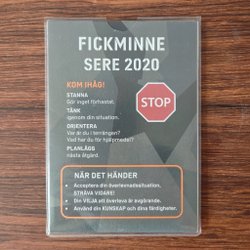 FICKMINNE
SERE 2020
KOM IHÅG!
STANNA
Gör inget förhastat.
TÄNK
igenom din situation.
ORIENTERA
Var är du i terrängen?
Vad har du för hjälpmedel?
PLANLÄGG
nästa åtgärd.
STOP
NÄR DET HÄNDER
• Acceptera din överlevnadssituation,
STRÄVA VIDARE!
• Din VILJA att överleva är avgörande.
• Använd din KUNSKAP och dina färdigheter.